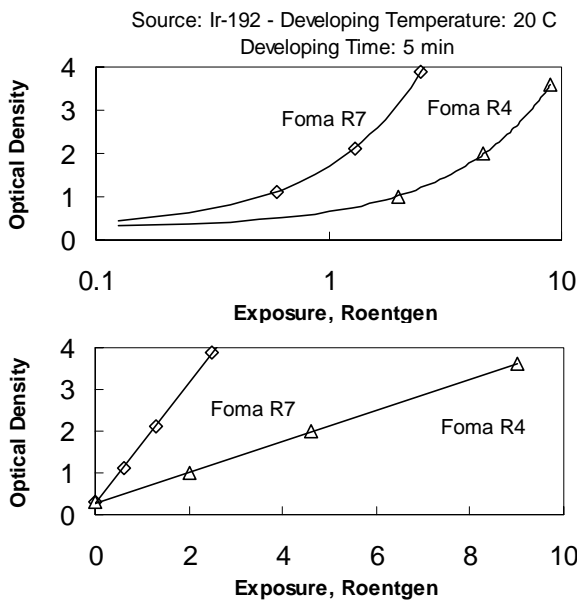 Source: Ir-192 - Developing Temperature: 20 C
Developing Time: 5 min
Optical Density
4
3
2
1
0
Foma R7
Foma R4
0.1
1
10
Exposure, Roentgen
Optical Density
4
3
2
1
0
Foma R7
Foma R4
0
2
4
6
8
10
Exposure, Roentgen